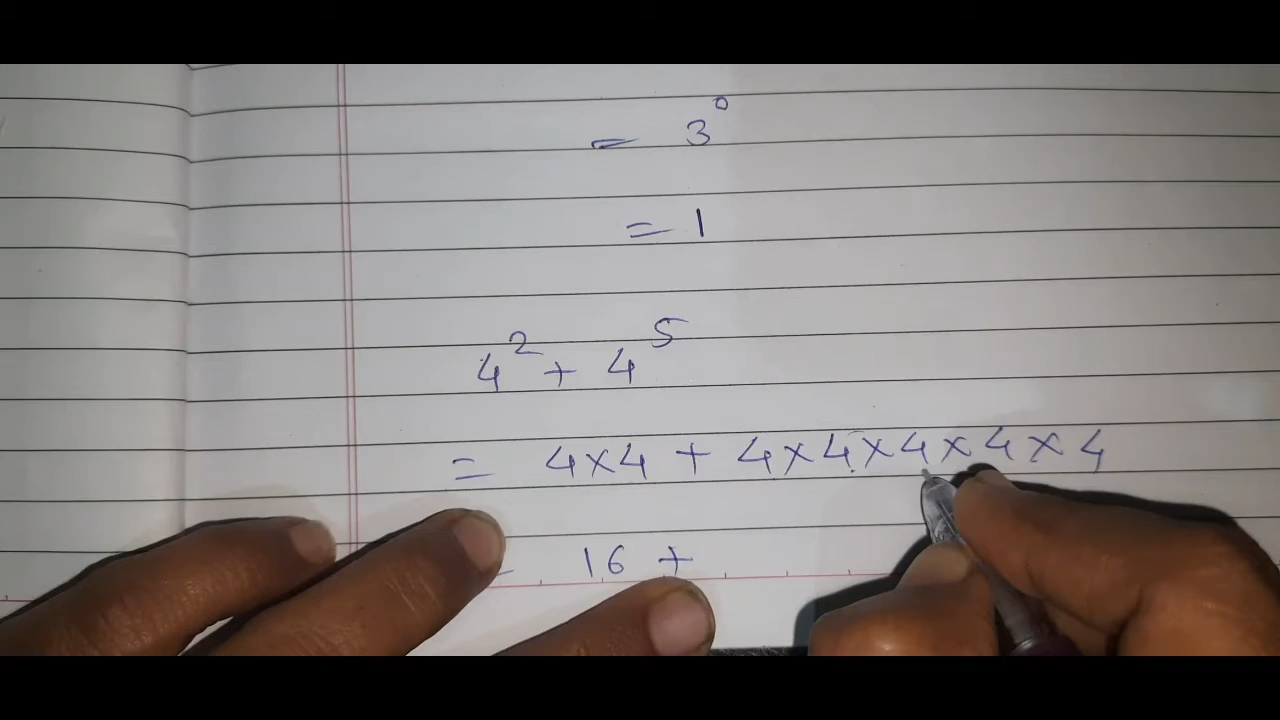 = 3⁰
= 1
4² + 4⁵
= 4×4 + 4×4×4×4×4
= 16 +